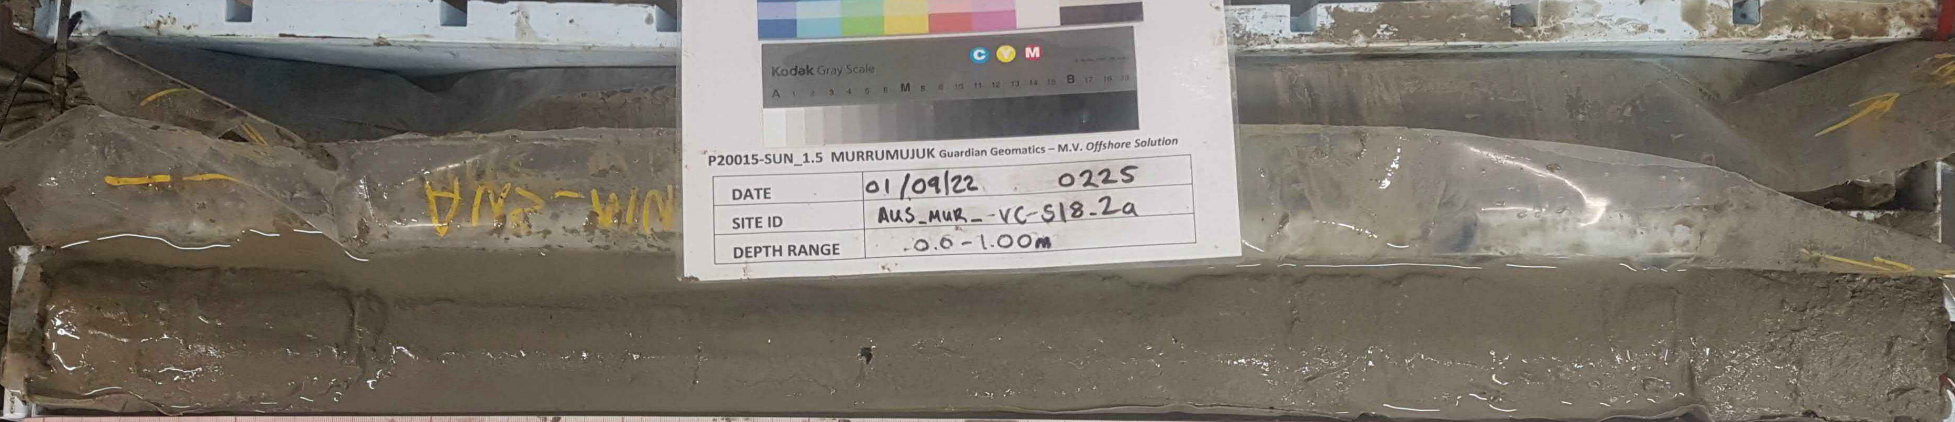 C Y M
Kodak Gray Scale
A 1 2 3 4 5 6 M 8 9 10 11 12 13 14 15 B 17 18 19
P20015-SUN_1.5 MURRUMUJUK Guardian Geomatics – M.V. Offshore Solution
DATE 01/09/22 0225
SITE ID AUS_MUR_-VC-S18-2a
DEPTH RANGE 0.0-1.00m